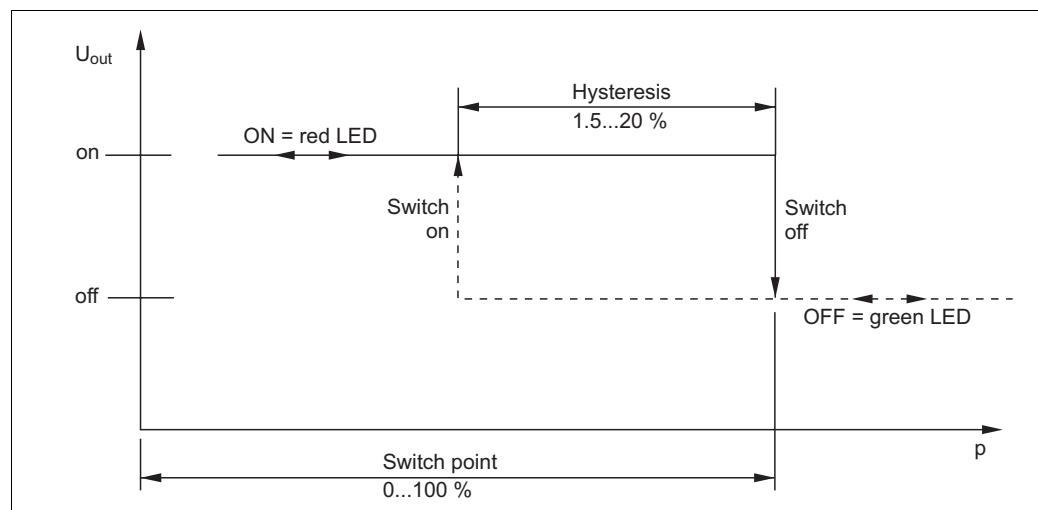 U_out
Hysteresis
1.5...20 %
ON = red LED
on
Switch
on
Switch
off
off
OFF = green LED
p
Switch point
0...100 %